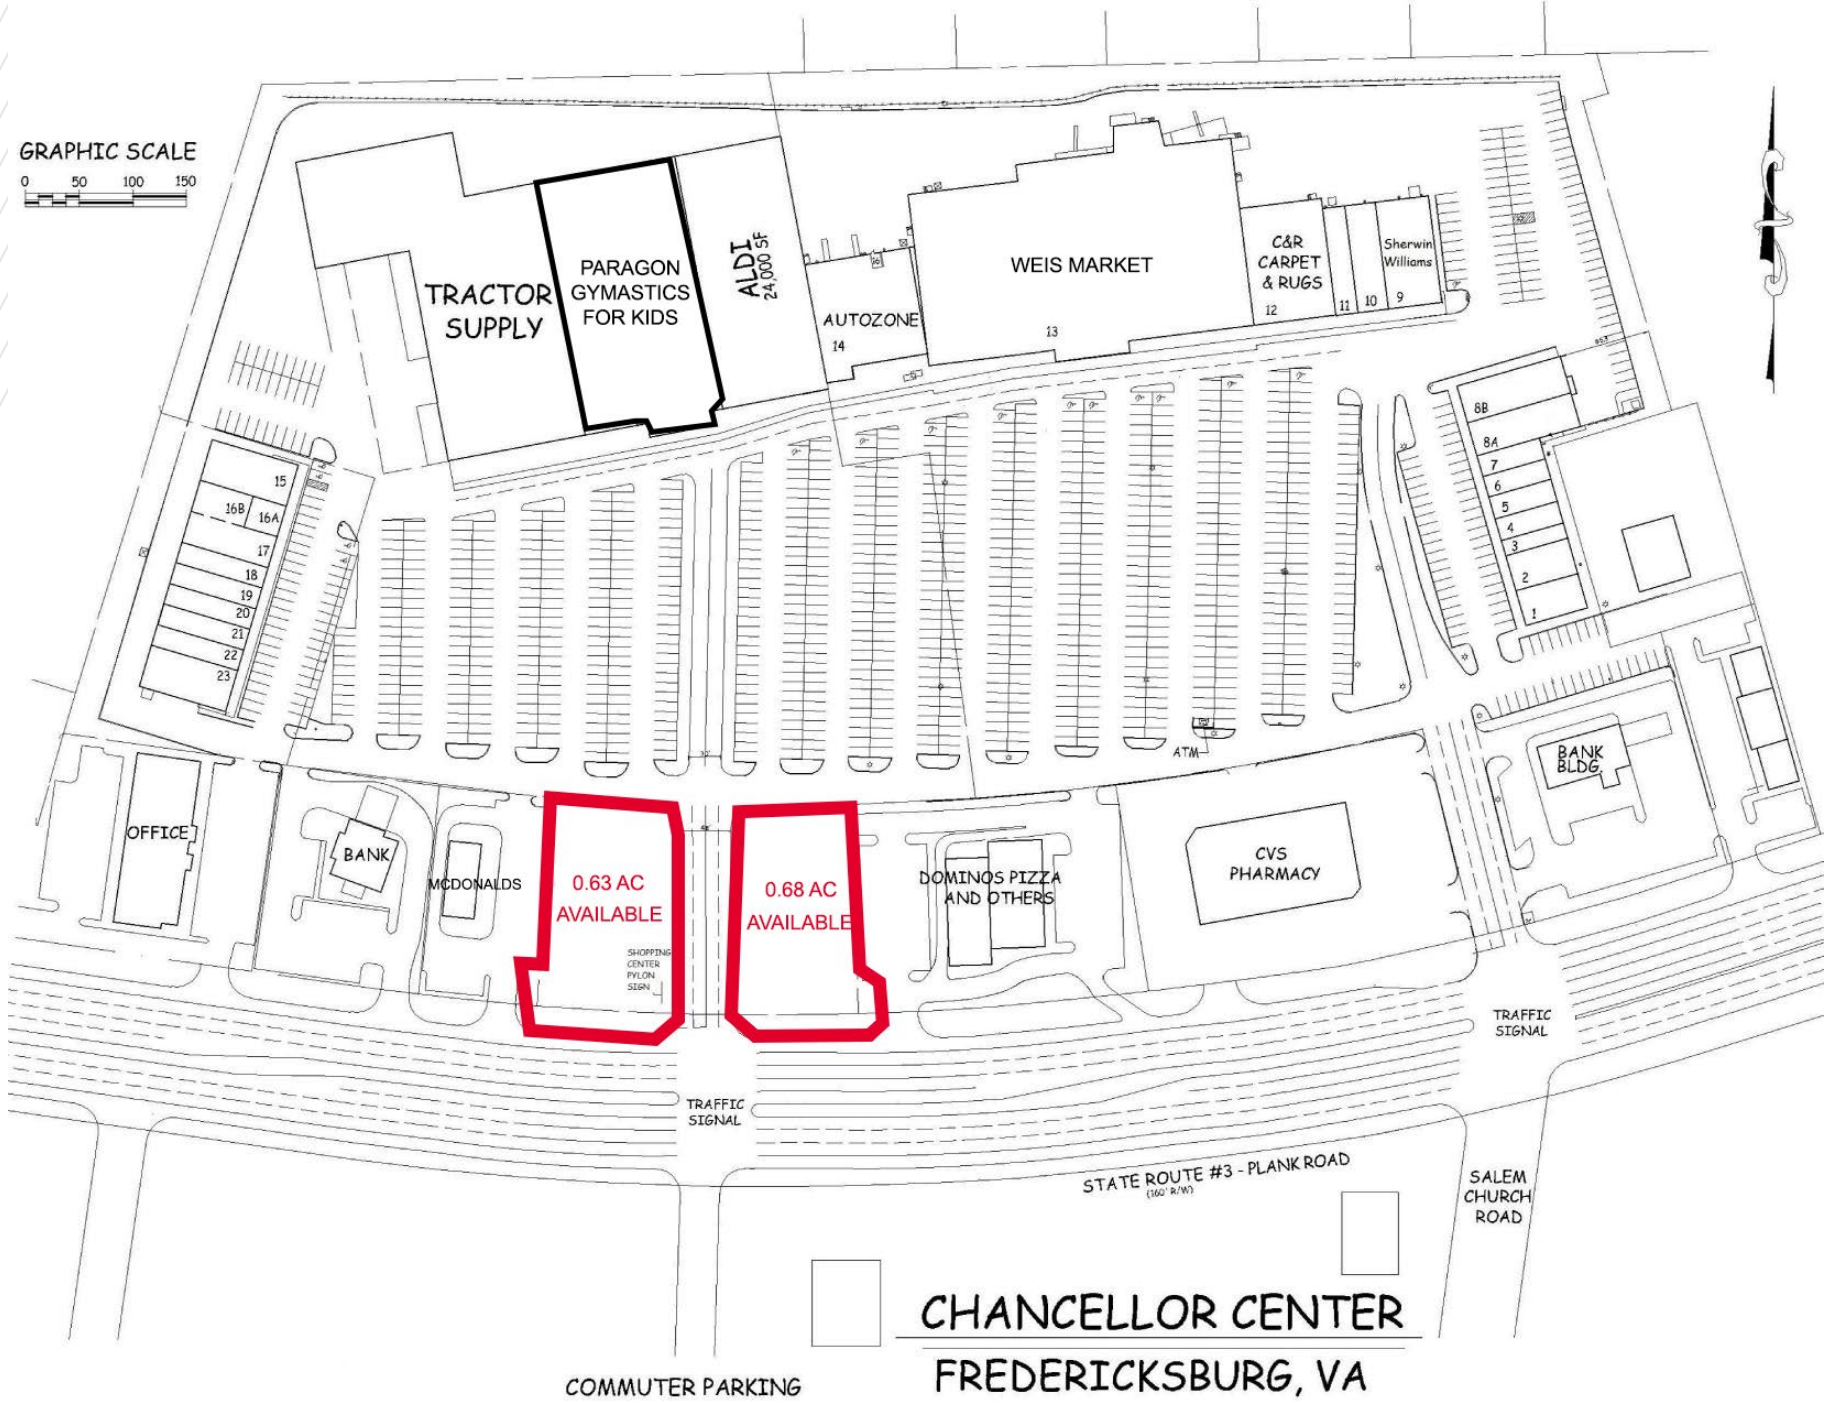 GRAPHIC SCALE
0 50 100 150
TRACTOR
SUPPLY
PARAGON
GYMASTICS
FOR KIDS
ALDI
24,000 SF
16
AUTOZONE
14
WEIS MARKET
13
C&R
CARPET
& RUGS
12
11
10
Sherwin
Williams
9
8B
8A
7
6
5
4
3
2
1
15
16B
16A
17
18
19
20
21
22
23
ATM
OFFICE
BANK
MCDONALDS
0.63 AC
AVAILABLE
SHOPPING
CENTER
PYLON
SIGN
0.68 AC
AVAILABLE
DOMINOS PIZZA
AND OTHERS
CVS
PHARMACY
BANK
BLDG.
TRAFFIC
SIGNAL
TRAFFIC
SIGNAL
STATE ROUTE #3 - PLANK ROAD
(160' R/W)
SALEM
CHURCH
ROAD
CHANCELLOR CENTER
FREDERICKSBURG, VA
COMMUTER PARKING